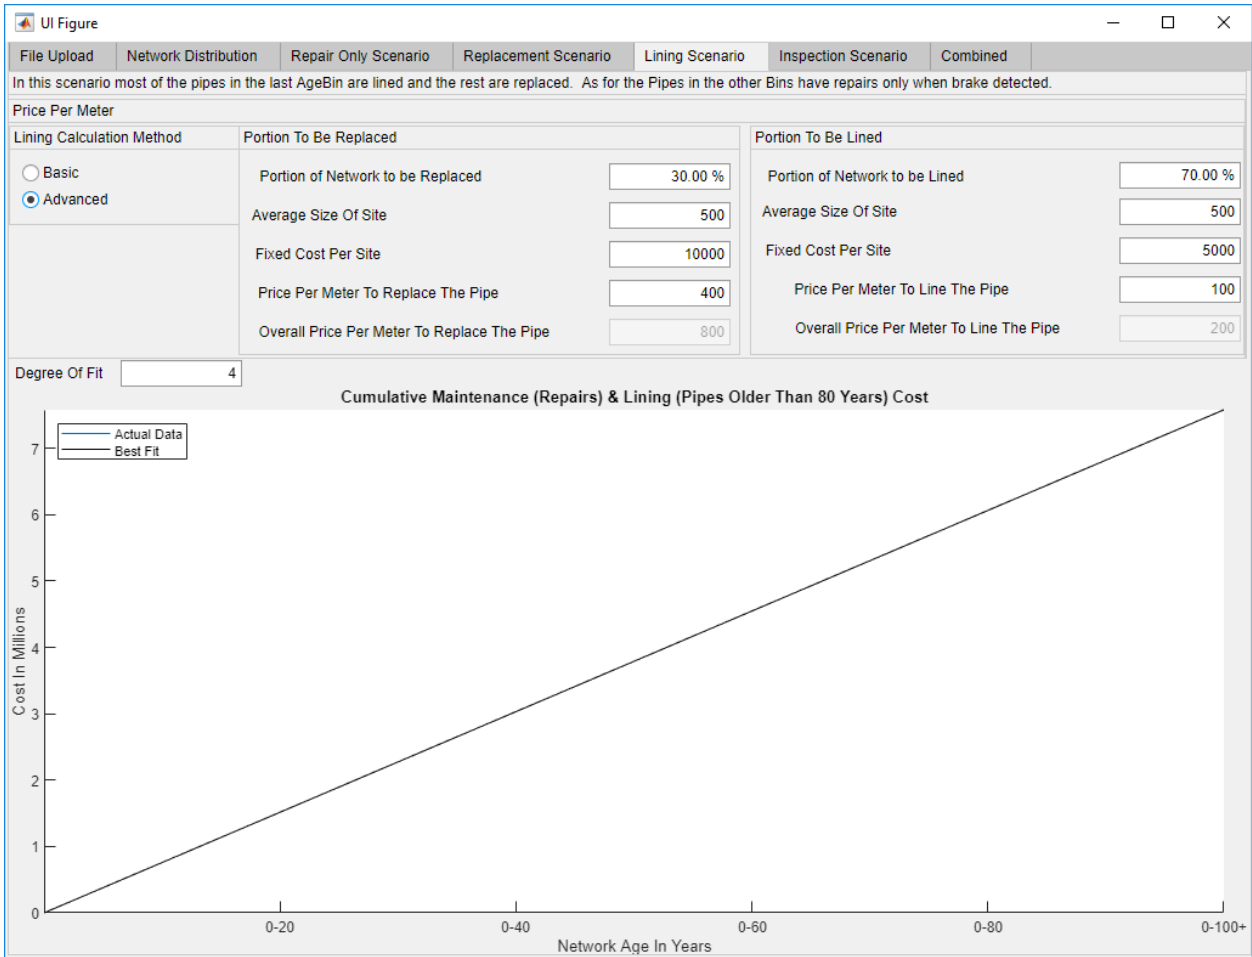 UI Figure
File Upload Network Distribution Repair Only Scenario Replacement Scenario Lining Scenario Inspection Scenario Combined
In this scenario most of the pipes in the last AgeBin are lined and the rest are replaced. As for the Pipes in the other Bins have repairs only when brake detected.
Price Per Meter
Lining Calculation Method
Basic
Advanced
Portion To Be Replaced
Portion of Network to be Replaced 30.00 %
Average Size Of Site 500
Fixed Cost Per Site 10000
Price Per Meter To Replace The Pipe 400
Overall Price Per Meter To Replace The Pipe 800
Portion To Be Lined
Portion of Network to be Lined 70.00 %
Average Size Of Site 500
Fixed Cost Per Site 5000
Price Per Meter To Line The Pipe 100
Overall Price Per Meter To Line The Pipe 200
Degree Of Fit 4
Cumulative Maintenance (Repairs) & Lining (Pipes Older Than 80 Years) Cost
Actual Data
Best Fit
Cost In Millions
7
6
5
4
3
2
1
0
0-20 0-40 0-60 0-80 0-100+
Network Age In Years